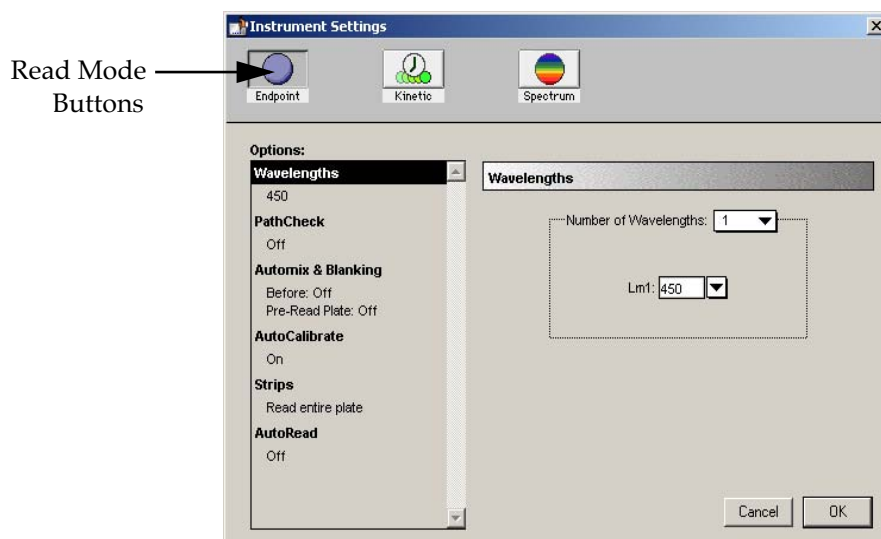 Instrument Settings
Read Mode
Buttons
Endpoint
Kinetic
Spectrum
Options:
Wavelengths
450
PathCheck
Off
Automix & Blanking
Before: Off
Pre-Read Plate: Off
AutoCalibrate
On
Strips
Read entire plate
AutoRead
Off
Wavelengths
Number of Wavelengths: 1
Lm1: 450
Cancel
OK